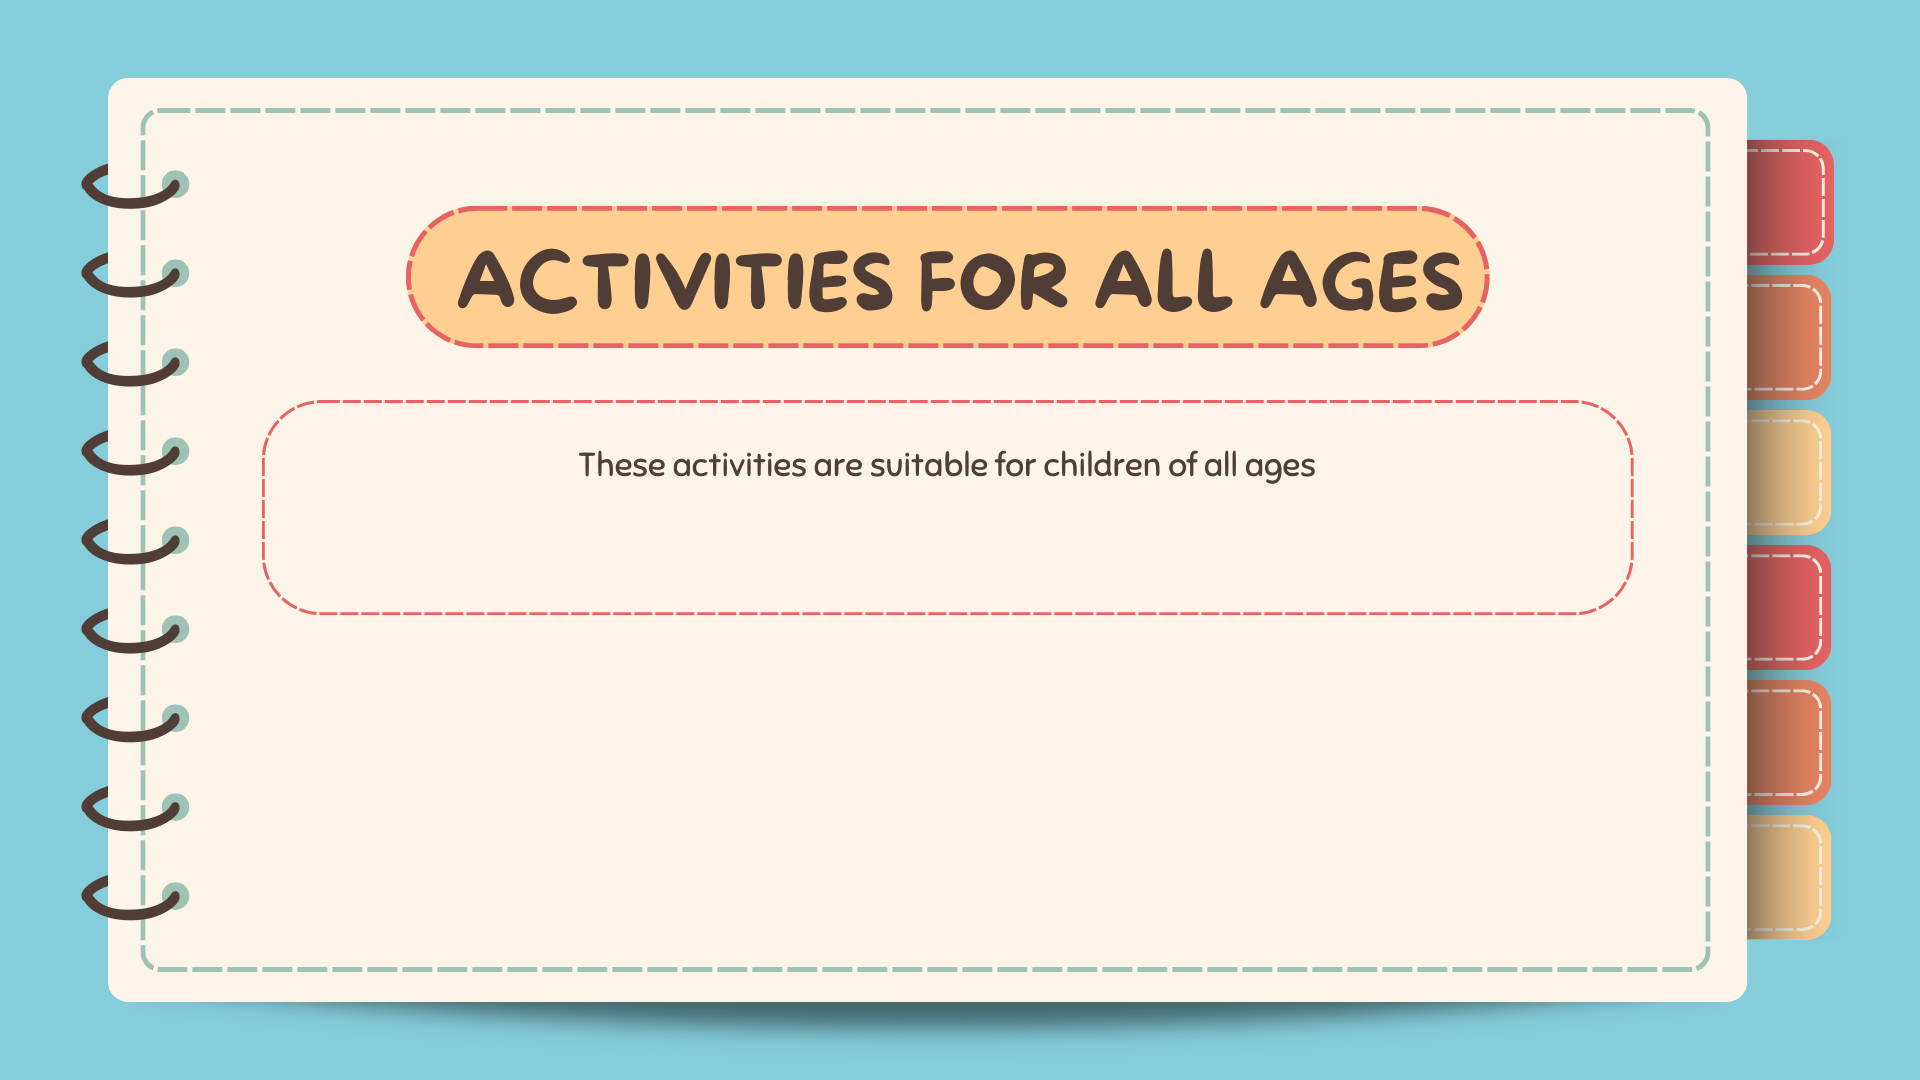 ACTIVITIES FOR ALL AGES
These activities are suitable for children of all ages